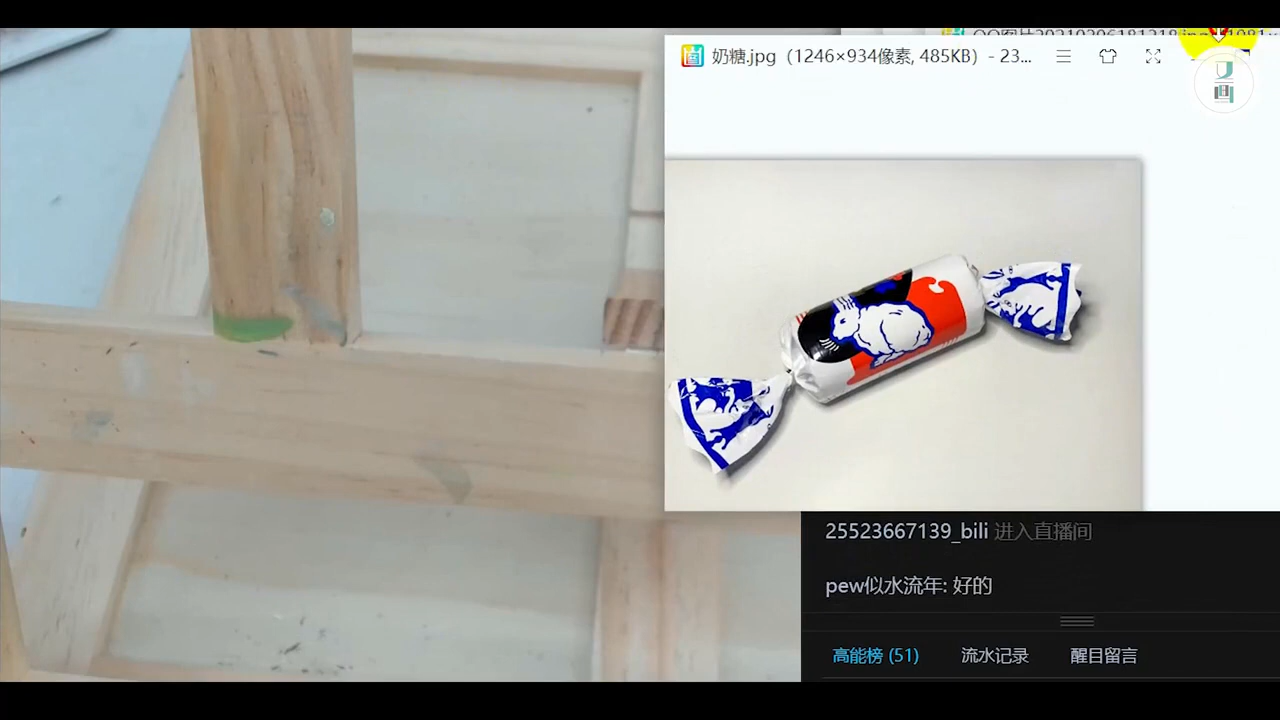 奶糖.jpg（1246×934像素, 485KB）- 23...
25523667139_bili 进入直播间
pew似水流年: 好的
高能榜 (51)
流水记录
醒目留言